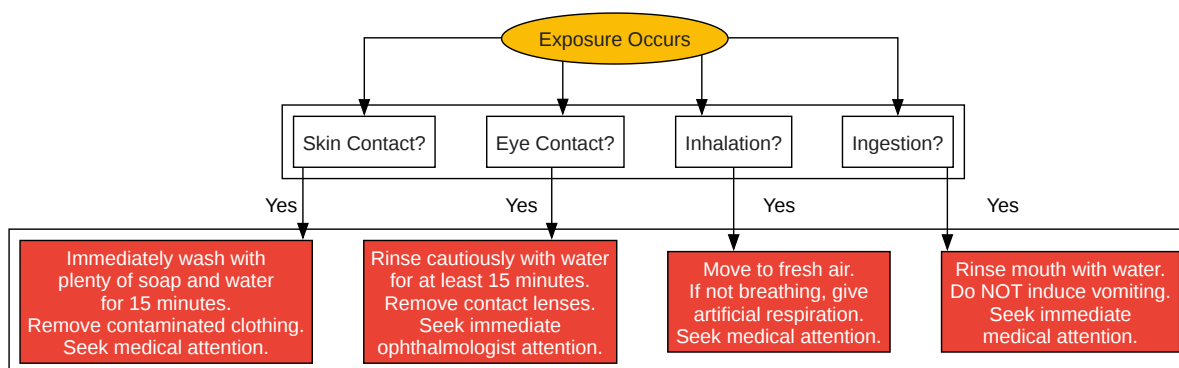 Exposure Occurs
Skin Contact?
Eye Contact?
Inhalation?
Ingestion?
Yes
Yes
Yes
Yes
Immediately wash with
plenty of soap and water
for 15 minutes.
Remove contaminated clothing.
Seek medical attention.
Rinse cautiously with water
for at least 15 minutes.
Remove contact lenses.
Seek immediate
ophthalmologist attention.
Move to fresh air.
If not breathing, give
artificial respiration.
Seek medical attention.
Rinse mouth with water.
Do NOT induce vomiting.
Seek immediate
medical attention.